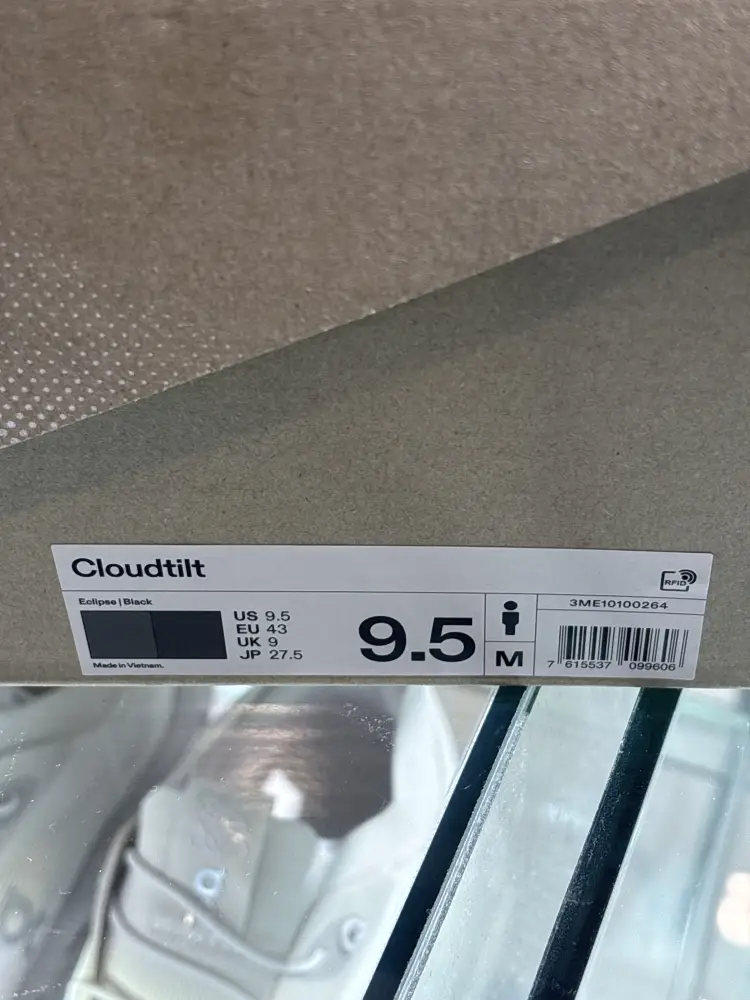 Cloudtilt
RFID
Eclipse | Black
US 9.5
EU 43
UK 9
JP 27.5
Made in Vietnam.
9.5
M
3ME10100264
7 615537 099606